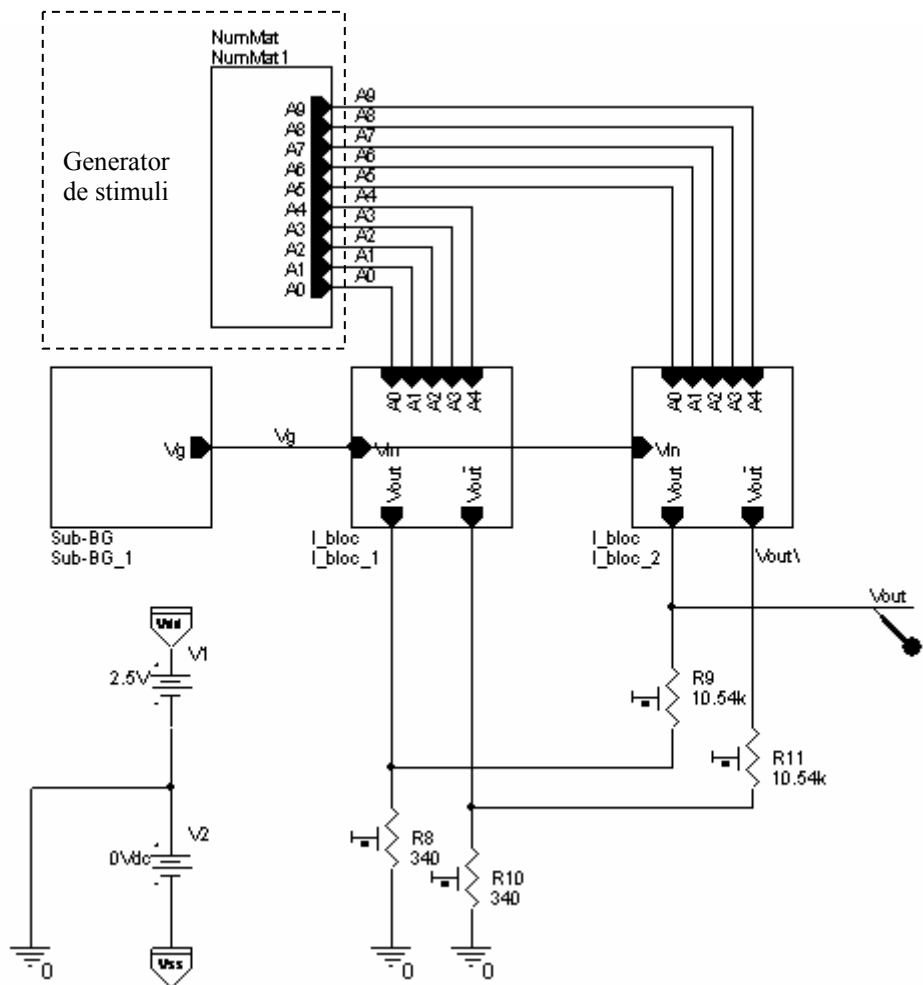 NumMat
NumMat1
Generator
de stimuli
A9
A8
A7
A6
A5
A4
A3
A2
A1
A0
A9
A8
A7
A6
A5
A4
A3
A2
A1
A0
A0
A1
A2
A3
A4
A0
A1
A2
A3
A4
Vg
Vg
Vin
Vin
Vout
Vout'
Vout
Vout'
Sub-BG
Sub-BG_1
I_bloc
I_bloc_1
I_bloc
I_bloc_2
Vout\
Vout
Vdd
V1
2.5V
R9
10.54k
R11
10.54k
V2
0Vdc
R8
340
R10
340
0
0
0
Vss